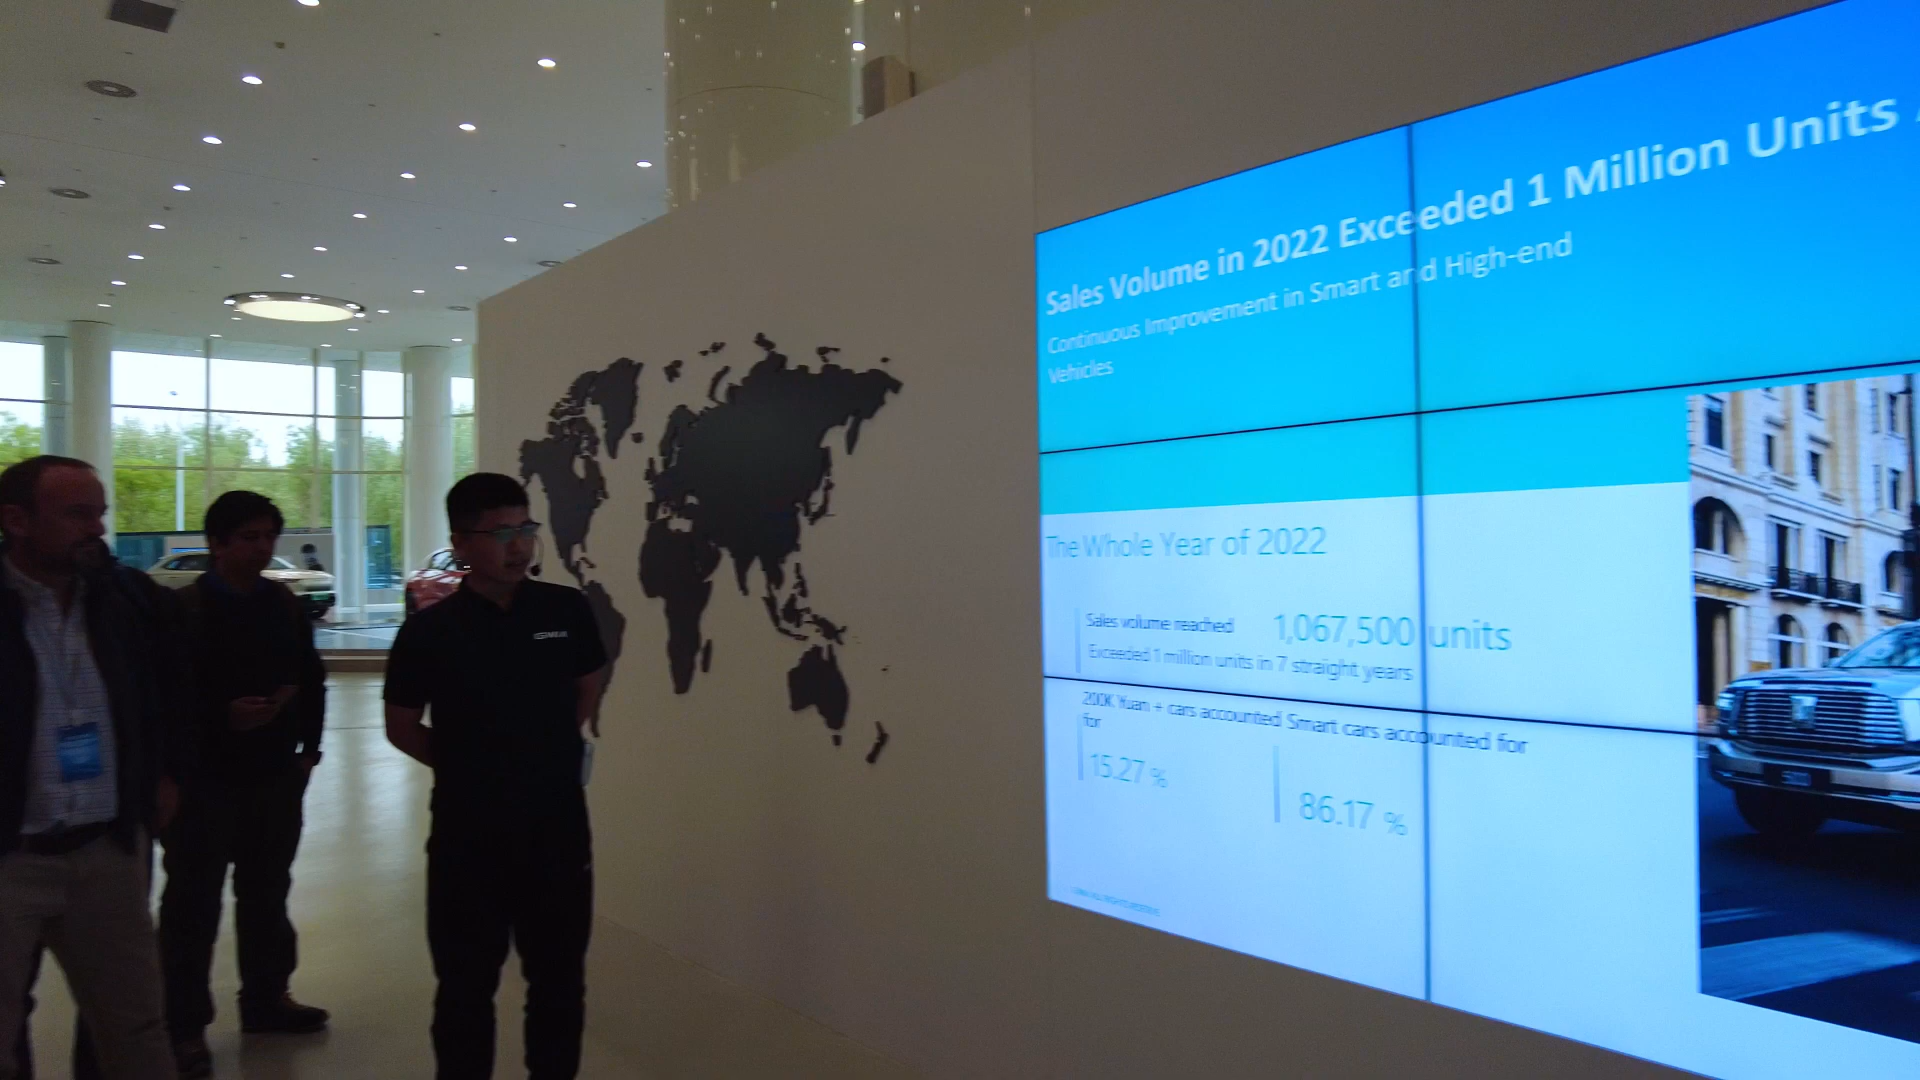 Sales Volume in 2022 Exceeded 1 Million Units
Continuous Improvement in Smart and High-end
Vehicles
The Whole Year of 2022
Sales volume reached 1,067,500 units
Exceeded 1 million units in 7 straight years
200K Yuan + cars accounted
for
15.27 %
Smart cars accounted for
86.17 %